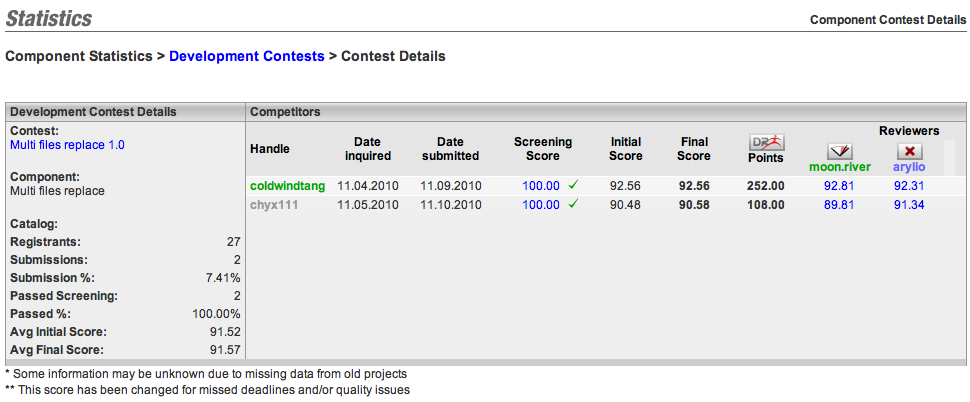 Statistics
Component Contest Details
Component Statistics > Development Contests > Contest Details
Development Contest Details
Contest:
Multi files replace 1.0
Component:
Multi files replace
Catalog:
Registrants: 27
Submissions: 2
Submission %: 7.41%
Passed Screening: 2
Passed %: 100.00%
Avg Initial Score: 91.52
Avg Final Score: 91.57
Competitors
Handle Date inquired Date submitted Screening Score Initial Score Final Score DR Points Reviewers moon.river arylio
coldwindtang 11.04.2010 11.09.2010 100.00 92.56 92.56 252.00 92.81 92.31
chyx111 11.05.2010 11.10.2010 100.00 90.48 90.58 108.00 89.81 91.34
* Some information may be unknown due to missing data from old projects
** This score has been changed for missed deadlines and/or quality issues